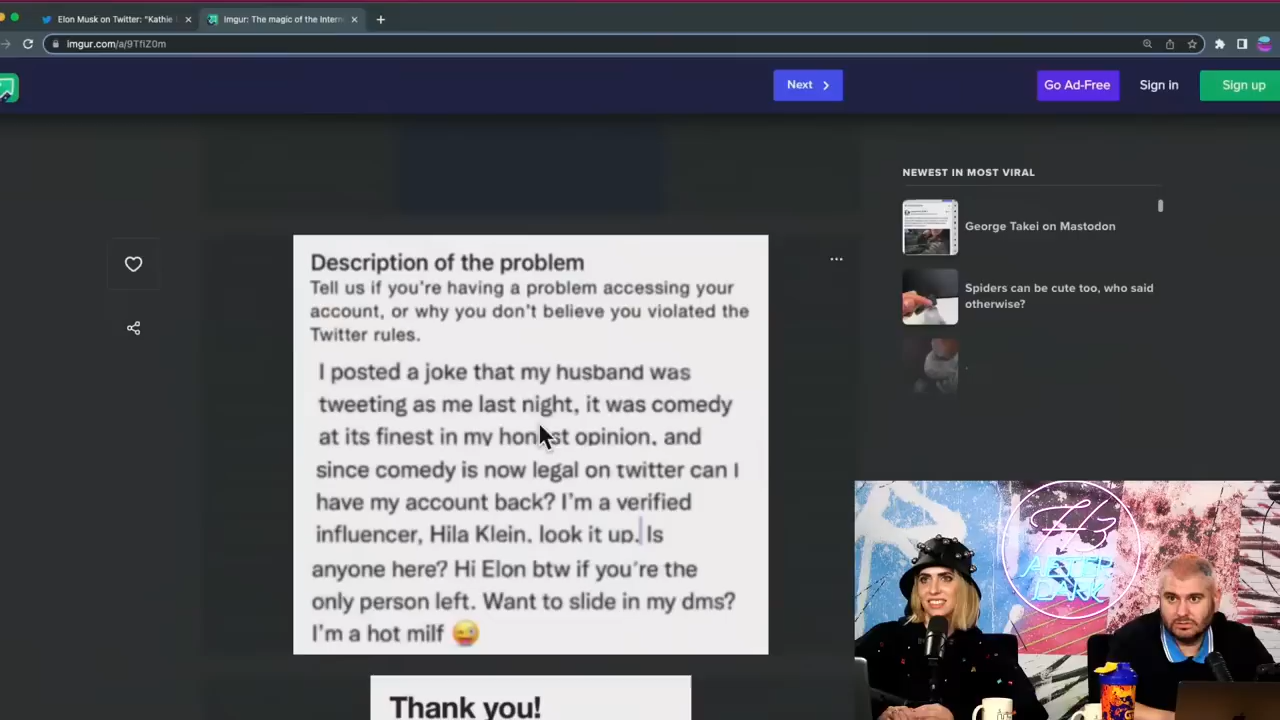 Elon Musk on Twitter: "Kathie
Imgur: The magic of the Intern
imgur.com/a/9TfiZ0m
Next
Go Ad-Free
Sign in
Sign up
NEWEST IN MOST VIRAL
George Takei on Mastodon
Spiders can be cute too, who said
otherwise?
Description of the problem
Tell us if you're having a problem accessing your
account, or why you don't believe you violated the
Twitter rules.
I posted a joke that my husband was
tweeting as me last night, it was comedy
at its finest in my honest opinion, and
since comedy is now legal on twitter can I
have my account back? I'm a verified
influencer, Hila Klein, look it up. Is
anyone here? Hi Elon btw if you're the
only person left. Want to slide in my dms?
I'm a hot milf 😜
Thank you!
H3
AFTER
DARK